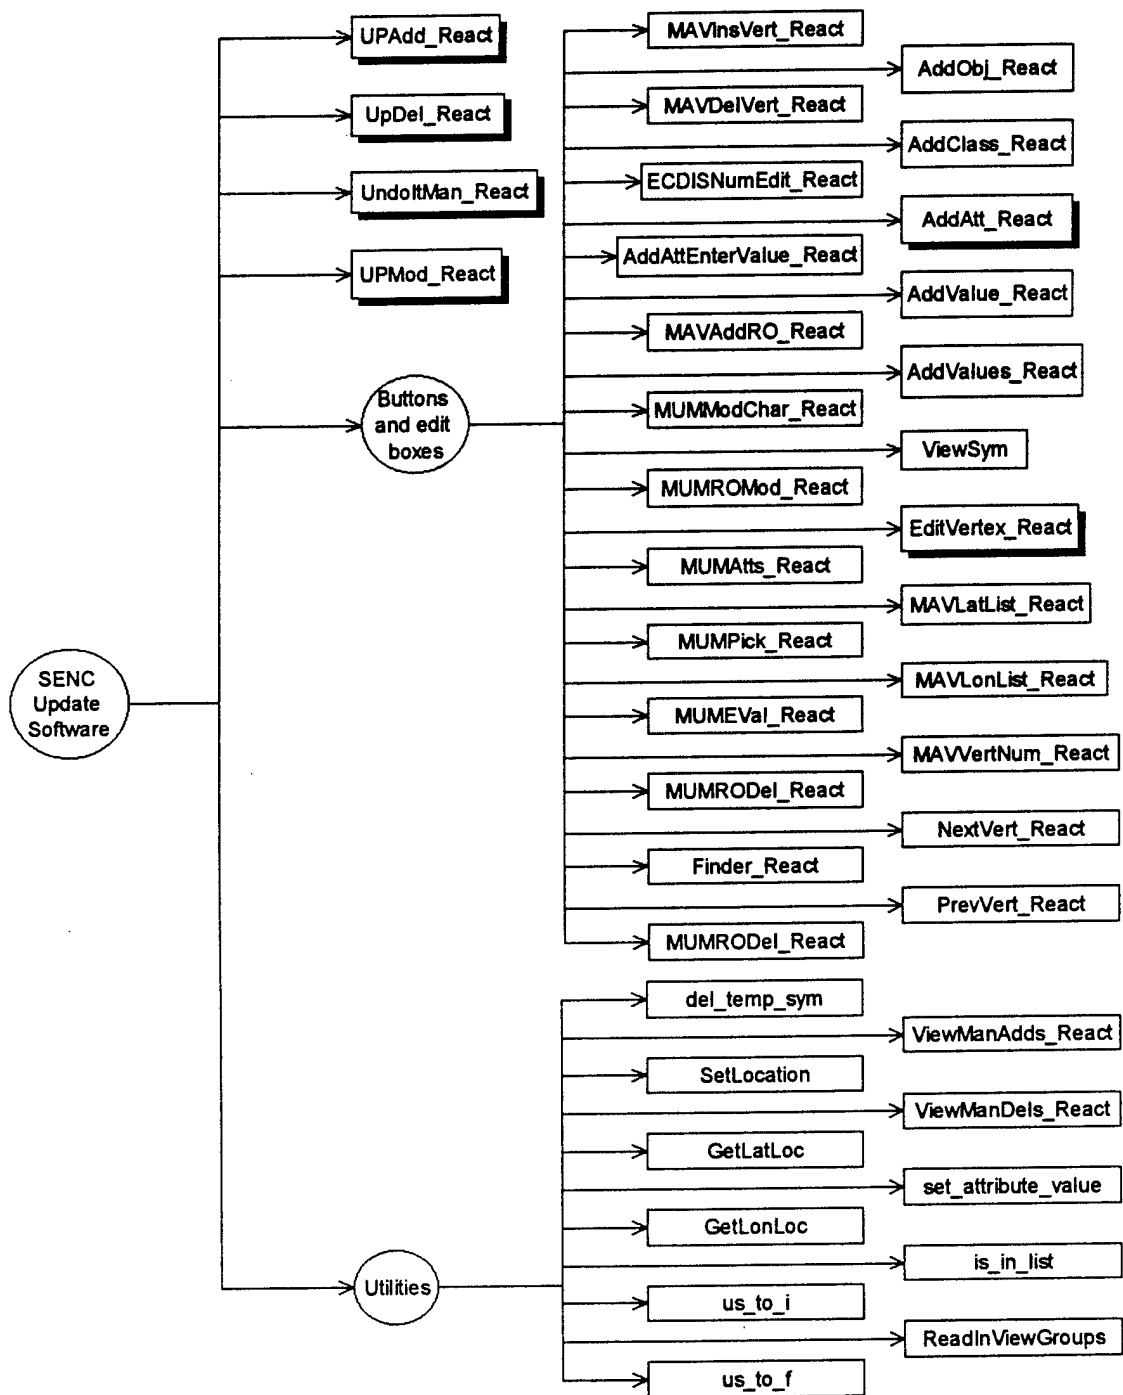 UPAdd_React
UpDel_React
UndoItMan_React
UPMod_React
Buttons
and edit
boxes
SENC
Update
Software
Utilities
MAVInsVert_React
AddObj_React
MAVDelVert_React
AddClass_React
ECDISNumEdit_React
AddAtt_React
AddAttEnterValue_React
AddValue_React
MAVAddRO_React
AddValues_React
MUMModChar_React
ViewSym
MUMROMod_React
EditVertex_React
MUMAtts_React
MAVLatList_React
MUMPick_React
MAVLonList_React
MUMEVal_React
MAVVertNum_React
MUMRODel_React
NextVert_React
Finder_React
PrevVert_React
MUMRODel_React
del_temp_sym
ViewManAdds_React
SetLocation
ViewManDels_React
GetLatLoc
set_attribute_value
GetLonLoc
is_in_list
us_to_i
ReadInViewGroups
us_to_f